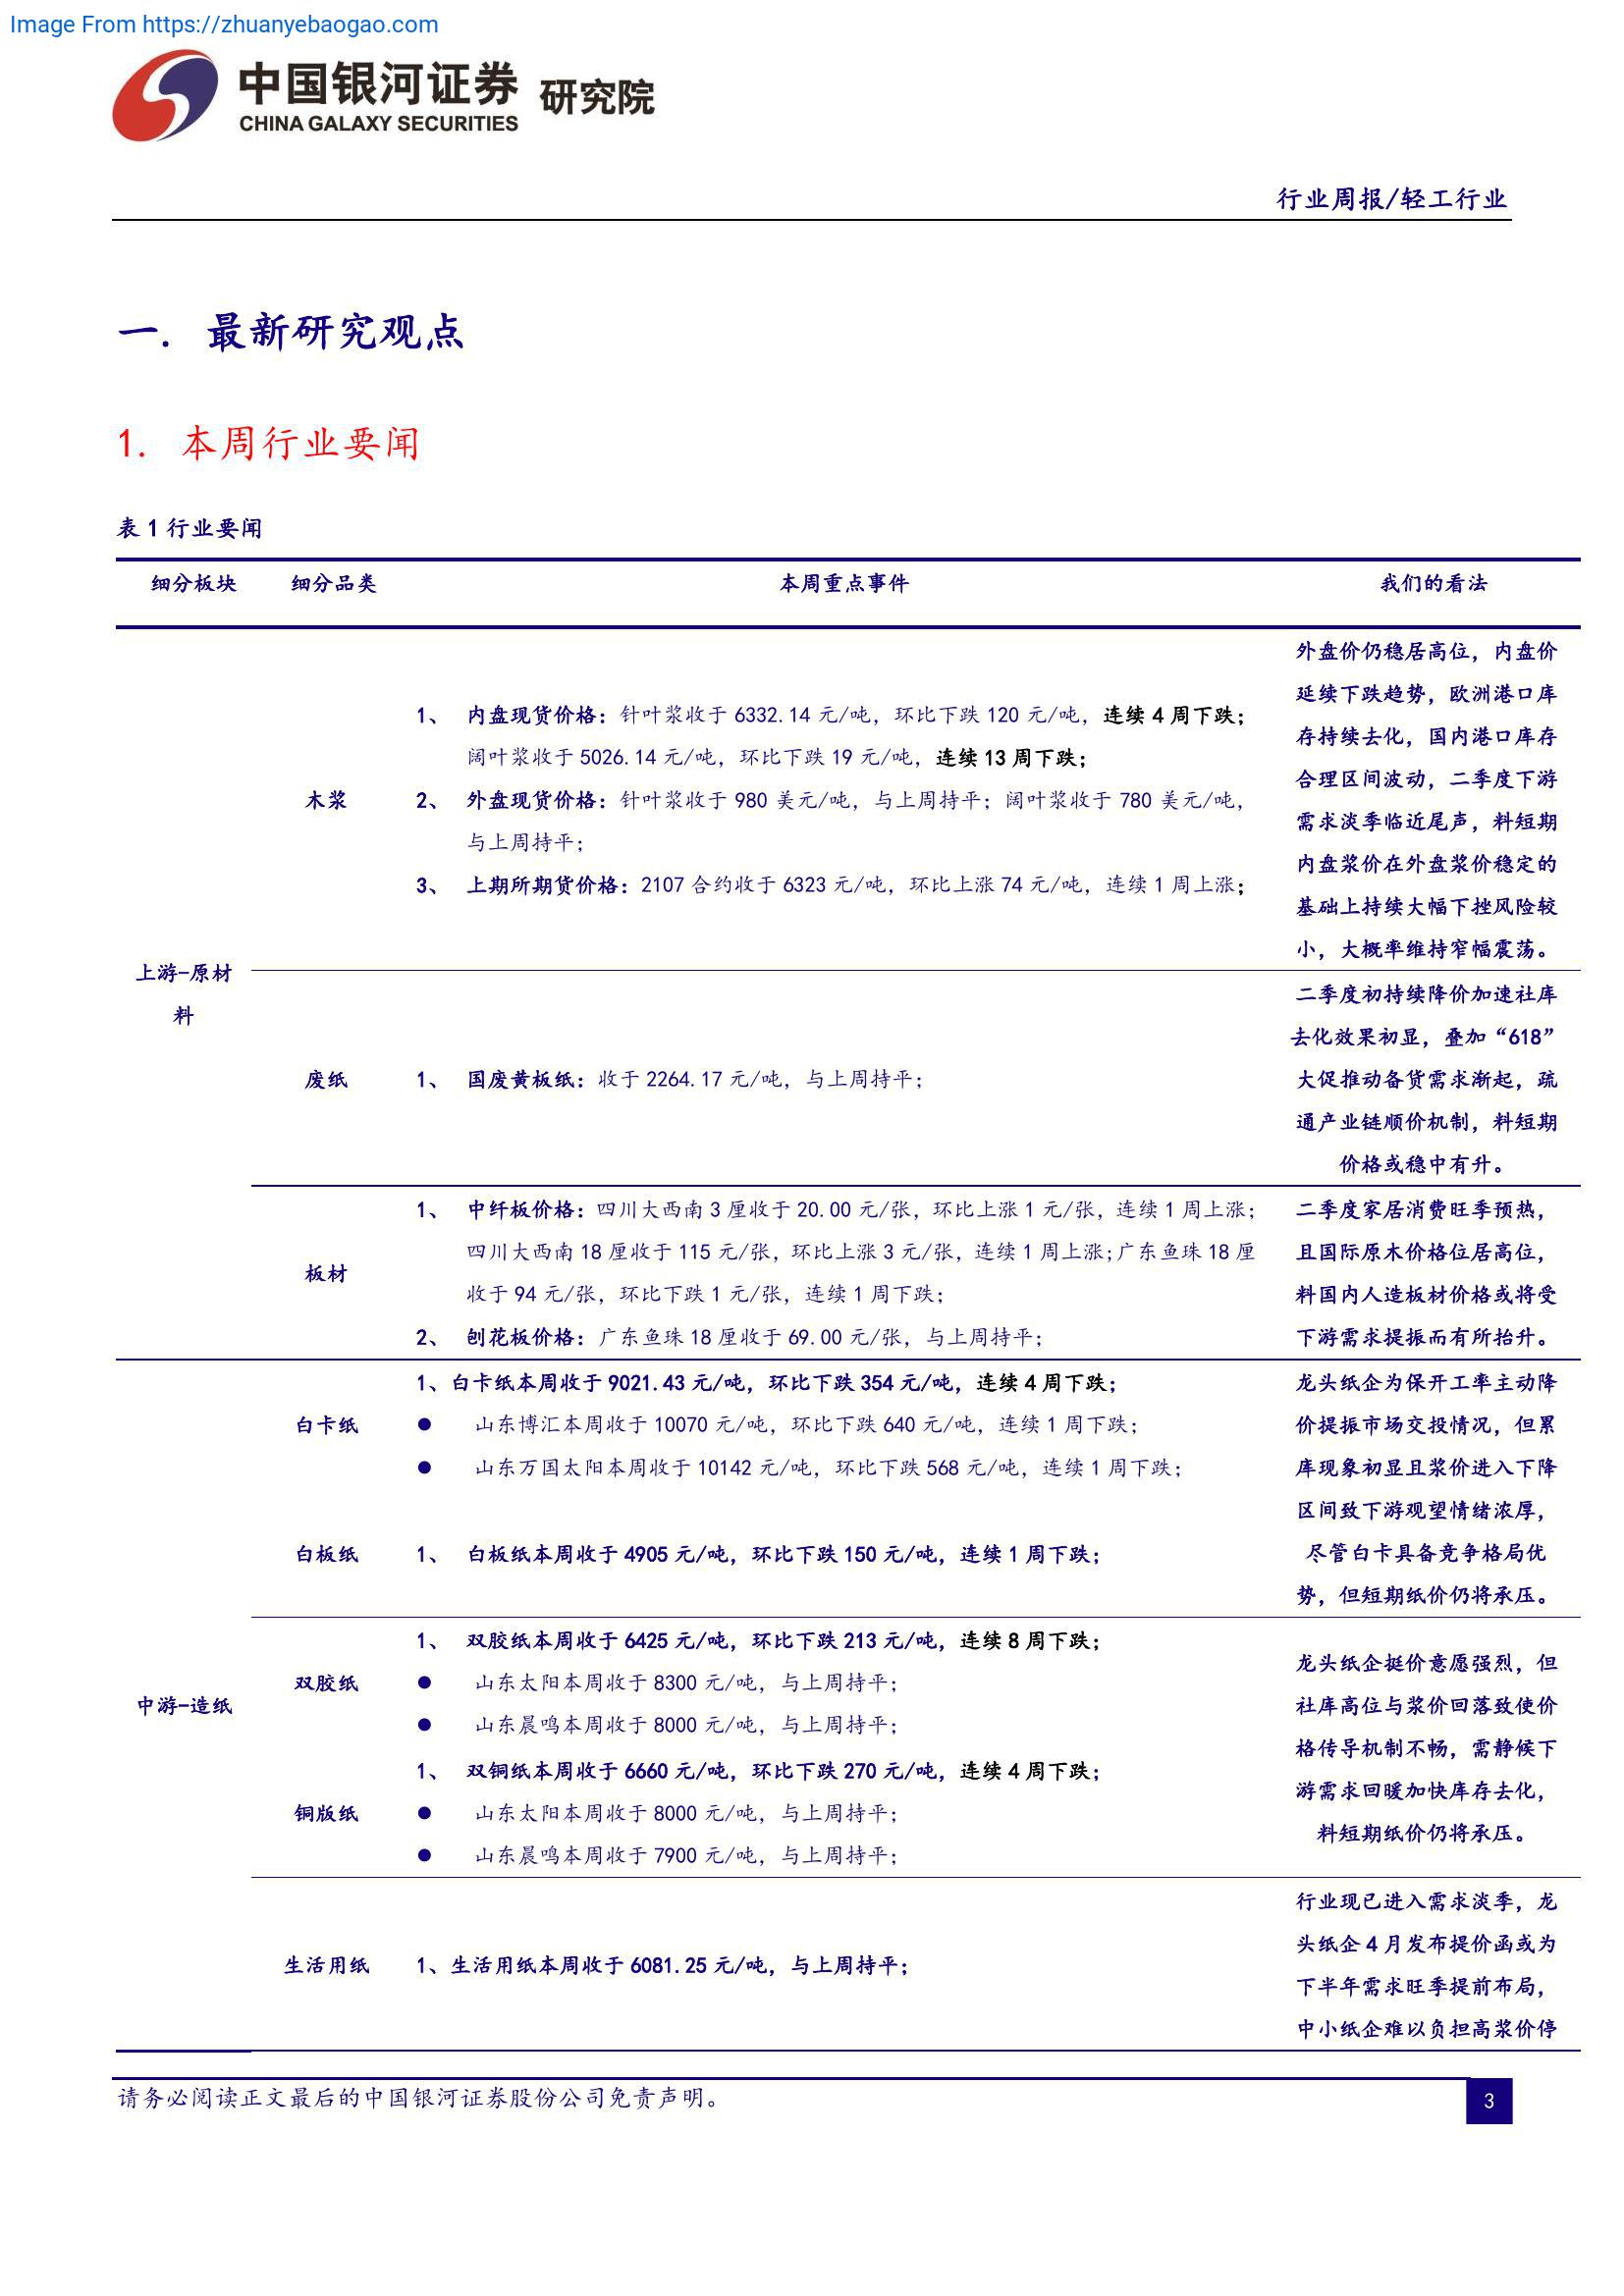 Image From https://zhuanyebaogao.com
中国银河证券 研究院
CHINA GALAXY SECURITIES
行业周报/轻工行业
一. 最新研究观点
1. 本周行业要闻
表 1 行业要闻
细分板块 细分品类 本周重点事件 我们的看法
上游-原材
料
木浆
1、 内盘现货价格：针叶浆收于 6332.14 元/吨，环比下跌 120 元/吨，连续 4 周下跌；
阔叶浆收于 5026.14 元/吨，环比下跌 19 元/吨，连续 13 周下跌；
2、 外盘现货价格：针叶浆收于 980 美元/吨，与上周持平；阔叶浆收于 780 美元/吨，
与上周持平；
3、 上期所期货价格：2107 合约收于 6323 元/吨，环比上涨 74 元/吨，连续 1 周上涨；
外盘价仍稳居高位，内盘价
延续下跌趋势，欧洲港口库
存持续去化，国内港口库存
合理区间波动，二季度下游
需求淡季临近尾声，料短期
内盘浆价在外盘浆价稳定的
基础上持续大幅下挫风险较
小，大概率维持窄幅震荡。
废纸
1、 国废黄板纸：收于 2264.17 元/吨，与上周持平；
二季度初持续降价加速社库
去化效果初显，叠加“618”
大促推动备货需求渐起，疏
通产业链顺价机制，料短期
价格或稳中有升。
板材
1、 中纤板价格：四川大西南 3 厘收于 20.00 元/张，环比上涨 1 元/张，连续 1 周上涨；
四川大西南 18 厘收于 115 元/张，环比上涨 3 元/张，连续 1 周上涨；广东鱼珠 18 厘
收于 94 元/张，环比下跌 1 元/张，连续 1 周下跌；
2、 刨花板价格：广东鱼珠 18 厘收于 69.00 元/张，与上周持平；
二季度家居消费旺季预热，
且国际原木价格位居高位，
料国内人造板材价格或将受
下游需求提振而有所抬升。
中游-造纸
白卡纸
1、白卡纸本周收于 9021.43 元/吨，环比下跌 354 元/吨，连续 4 周下跌；
● 山东博汇本周收于 10070 元/吨，环比下跌 640 元/吨，连续 1 周下跌；
● 山东万国太阳本周收于 10142 元/吨，环比下跌 568 元/吨，连续 1 周下跌；
白板纸
1、 白板纸本周收于 4905 元/吨，环比下跌 150 元/吨，连续 1 周下跌；
龙头纸企为保开工率主动降
价提振市场交投情况，但累
库现象初显且浆价进入下降
区间致下游观望情绪浓厚，
尽管白卡具备竞争格局优
势，但短期纸价仍将承压。
双胶纸
1、 双胶纸本周收于 6425 元/吨，环比下跌 213 元/吨，连续 8 周下跌；
● 山东太阳本周收于 8300 元/吨，与上周持平；
● 山东晨鸣本周收于 8000 元/吨，与上周持平；
铜版纸
1、 双铜纸本周收于 6660 元/吨，环比下跌 270 元/吨，连续 4 周下跌；
● 山东太阳本周收于 8000 元/吨，与上周持平；
● 山东晨鸣本周收于 7900 元/吨，与上周持平；
龙头纸企挺价意愿强烈，但
社库高位与浆价回落致使价
格传导机制不畅，需静候下
游需求回暖加快库存去化，
料短期纸价仍将承压。
生活用纸
1、生活用纸本周收于 6081.25 元/吨，与上周持平；
行业现已进入需求淡季，龙
头纸企 4 月发布提价函或为
下半年需求旺季提前布局，
中小纸企难以负担高浆价停
请务必阅读正文最后的中国银河证券股份公司免责声明。
3